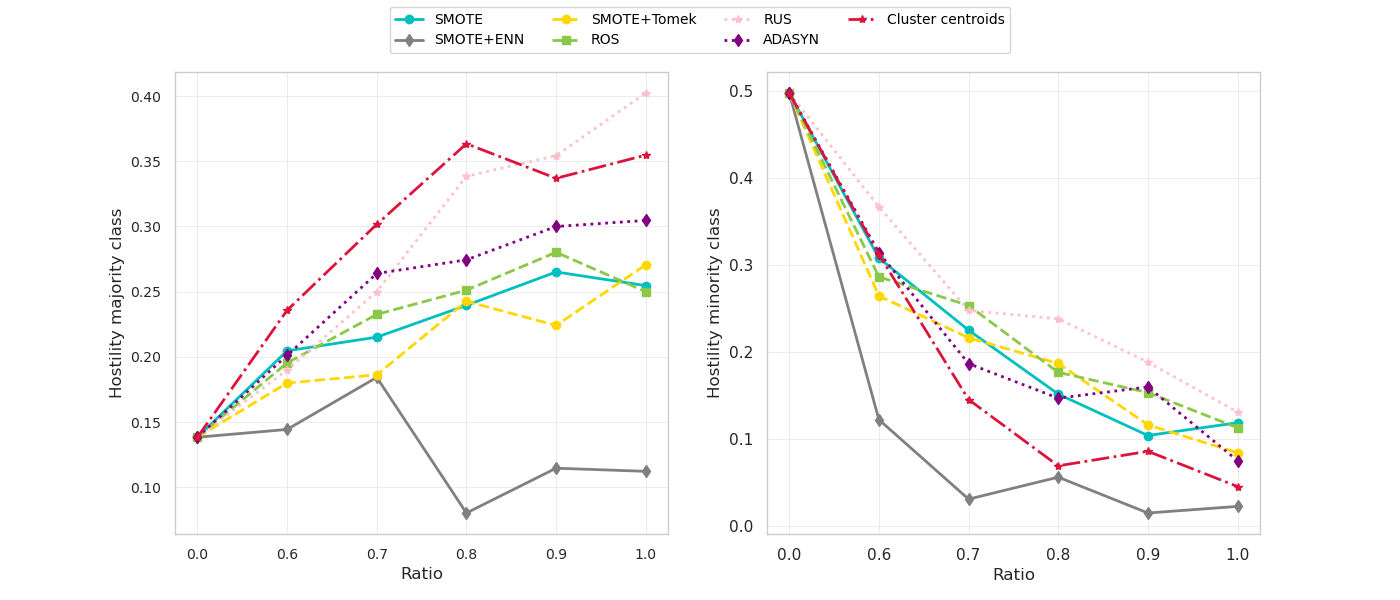 SMOTE SMOTE+Tomek RUS Cluster centroids
SMOTE+ENN ROS ADASYN
Hostility majority class
0.40
0.35
0.30
0.25
0.20
0.15
0.10
0.0 0.6 0.7 0.8 0.9 1.0
Ratio
Hostility minority class
0.5
0.4
0.3
0.2
0.1
0.0
0.0 0.6 0.7 0.8 0.9 1.0
Ratio